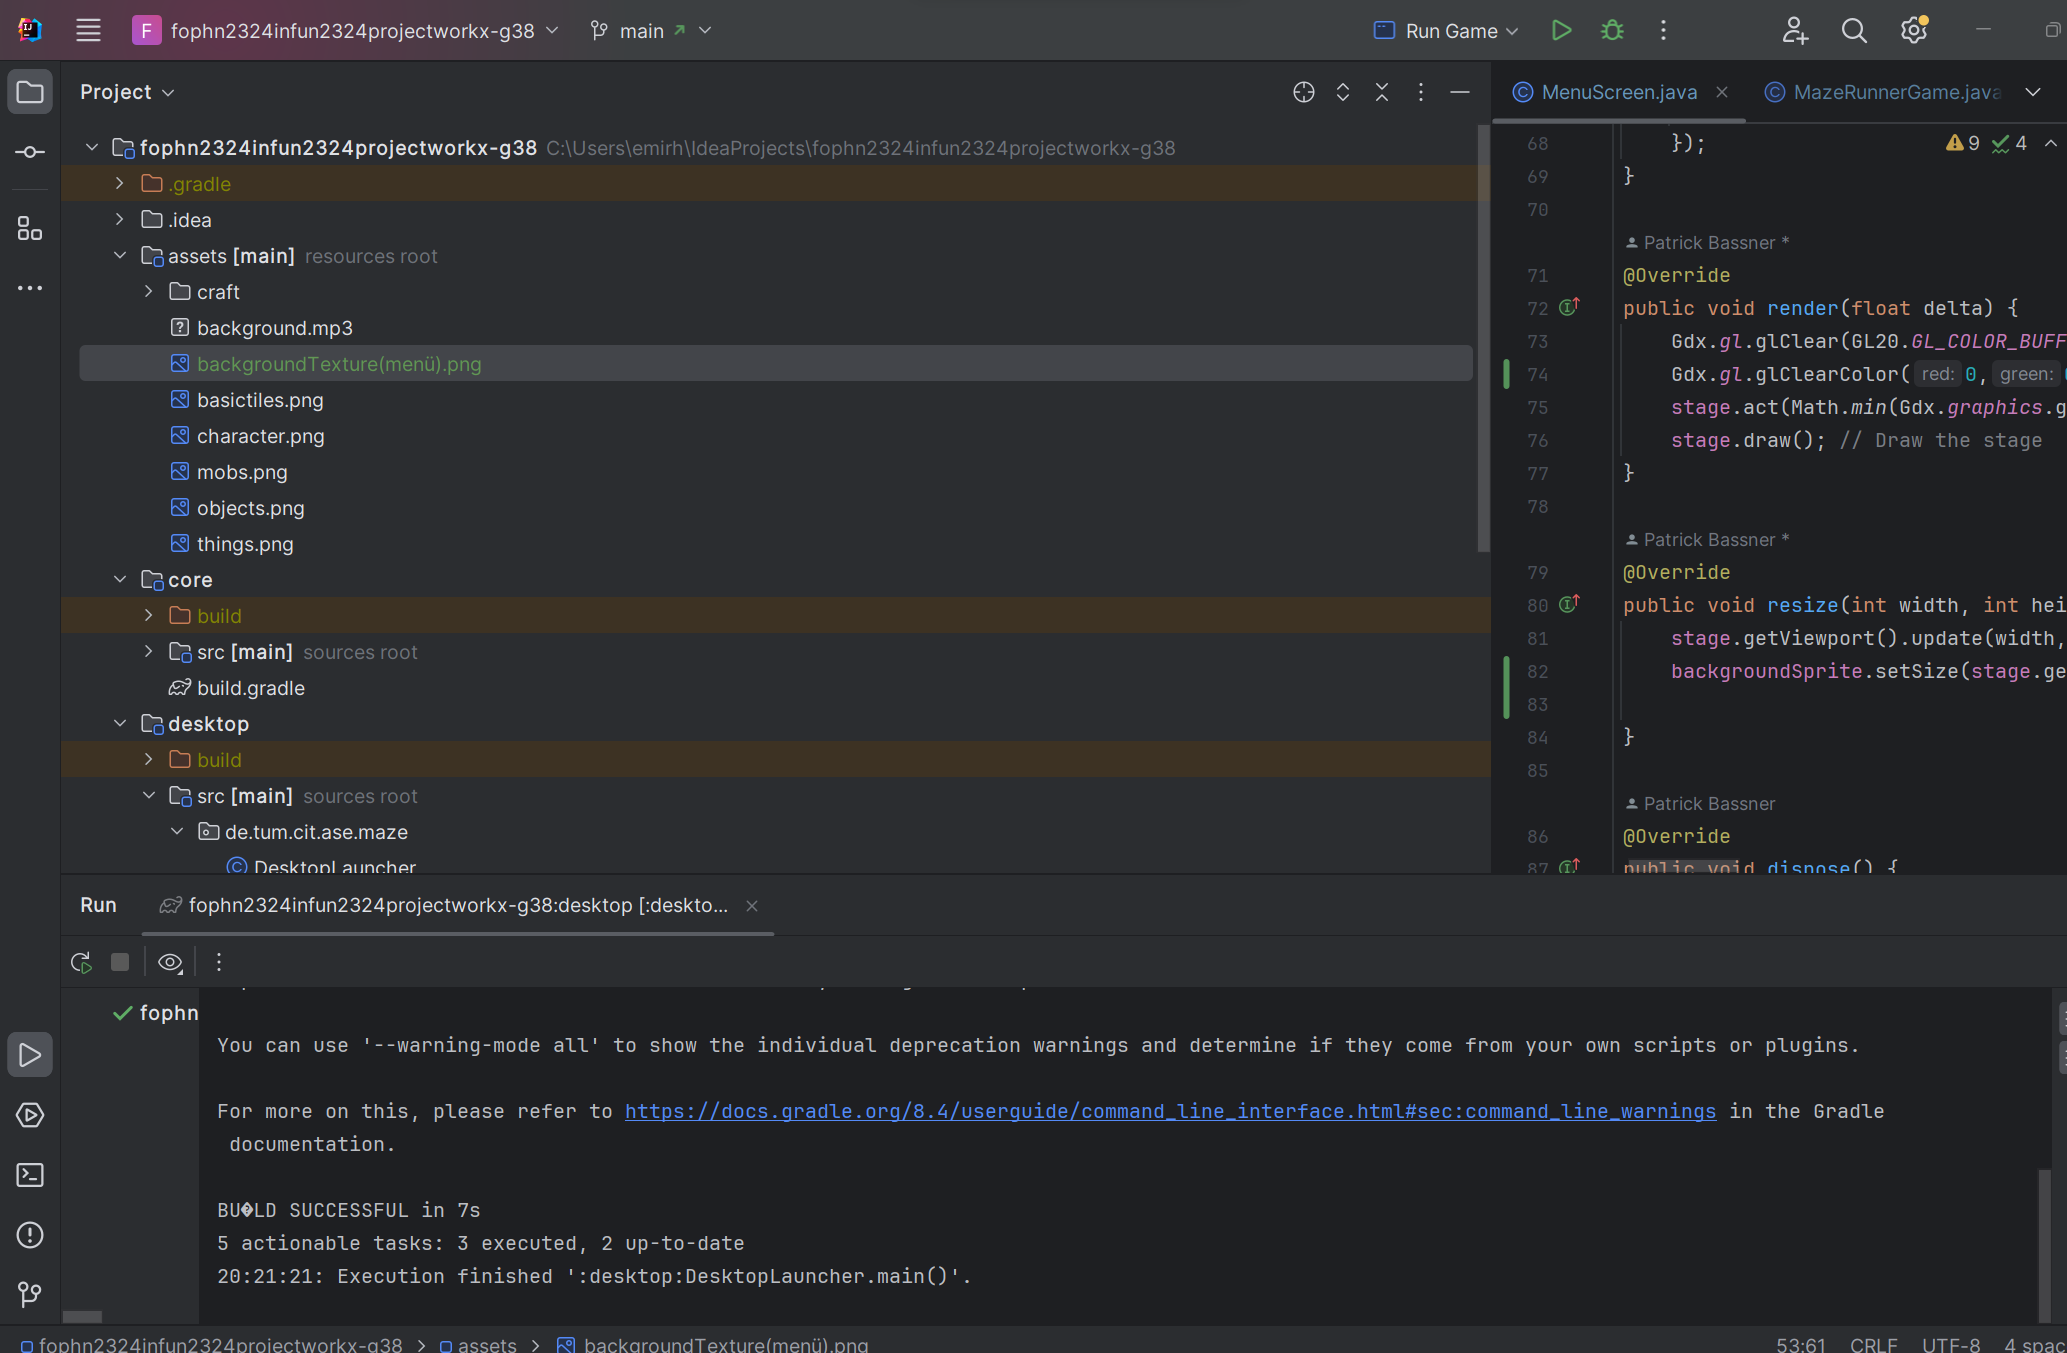 F fophn2324infun2324projectworkx-g38 main Run Game
Project
fophn2324infun2324projectworkx-g38 C:\Users\emirh\IdeaProjects\fophn2324infun2324projectworkx-g38
.gradle
.idea
assets [main] resources root
craft
background.mp3
backgroundTexture(menü).png
basictiles.png
character.png
mobs.png
objects.png
things.png
core
build
src [main] sources root
build.gradle
desktop
build
src [main] sources root
de.tum.cit.ase.maze
DesktopLauncher
MenuScreen.java MazeRunnerGame.java
9 4
68 });
69 }
70
Patrick Bassner *
71 @Override
72 public void render(float delta) {
73 Gdx.gl.glClear(GL20.GL_COLOR_BUFF
74 Gdx.gl.glClearColor( red: 0, green:
75 stage.act(Math.min(Gdx.graphics.g
76 stage.draw(); // Draw the stage
77 }
78
Patrick Bassner *
79 @Override
80 public void resize(int width, int hei
81 stage.getViewport().update(width,
82 backgroundSprite.setSize(stage.ge
83
84 }
85
Patrick Bassner
86 @Override
87 public void dispose() {
Run fophn2324infun2324projectworkx-g38:desktop [:deskto...
fophn
You can use '--warning-mode all' to show the individual deprecation warnings and determine if they come from your own scripts or plugins.
For more on this, please refer to https://docs.gradle.org/8.4/userguide/command_line_interface.html#sec:command_line_warnings in the Gradle
documentation.
BU�LD SUCCESSFUL in 7s
5 actionable tasks: 3 executed, 2 up-to-date
20:21:21: Execution finished ':desktop:DesktopLauncher.main()'.
fophn2324infun2324projectworkx-g38 > assets > backgroundTexture(menü).png 53:61 CRLF UTF-8 4 spac